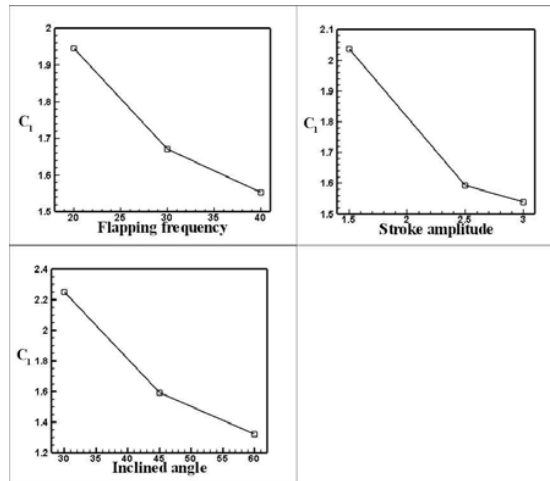 2
1.9
1.8
C1
1.7
1.6
1.5
20 25 30 35 40
Flapping frequency
2.1
2
1.9
C1
1.8
1.7
1.6
1.5
1.5 2 2.5 3
Stroke amplitude
2.4
2.2
2
C1
1.8
1.6
1.4
1.2
30 35 40 45 50 55 60
Inclined angle